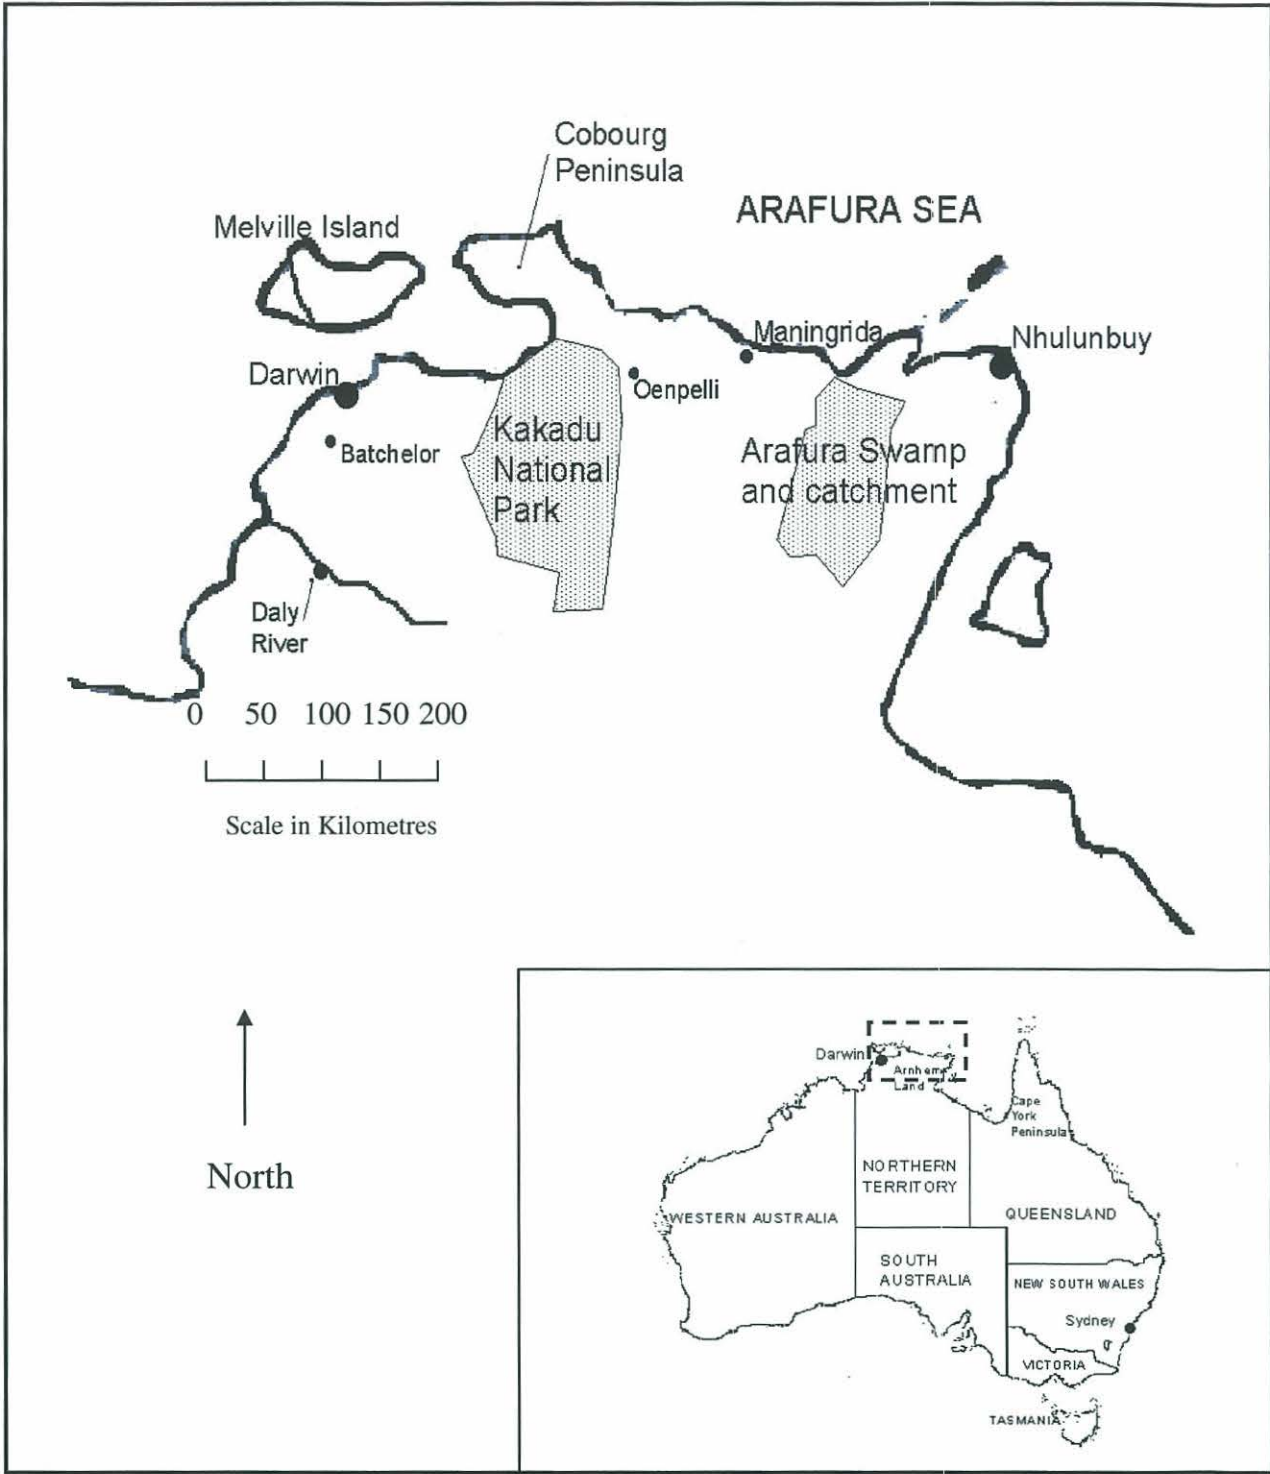 Cobourg
Peninsula
ARAFURA SEA
Melville Island
Maningrida
Nhulunbuy
Darwin
Oenpelli
Kakadu
National
Park
Batchelor
Arafura Swamp
and catchment
Daly
River
0 50 100 150 200
Scale in Kilometres
North
Darwin
Arnhem
Land
Cape
York
Peninsula
NORTHERN
TERRITORY
WESTERN AUSTRALIA
QUEENSLAND
SOUTH
AUSTRALIA
NEW SOUTH WALES
Sydney
VICTORIA
TASMANIA